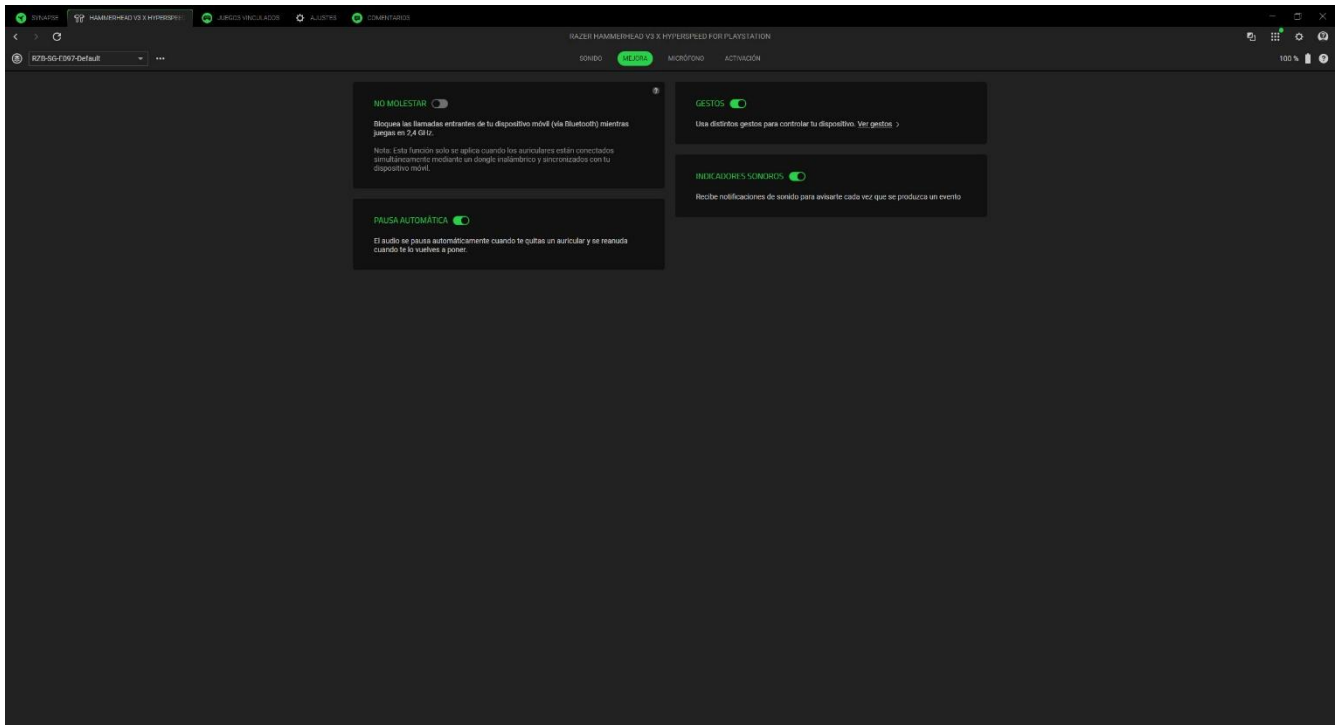 SYNAPSE HAMMERHEAD V3 X HYPERSPEE JUEGOS VINCULADOS AJUSTES COMENTARIOS
RAZER HAMMERHEAD V3 X HYPERSPEED FOR PLAYSTATION
RZB-SG-E097-Default SONIDO MEJORA MICRÓFONO ACTIVACIÓN 100 %
NO MOLESTAR
Bloquea las llamadas entrantes de tu dispositivo móvil (vía Bluetooth) mientras
juegas en 2,4 GHz.
Nota: Esta función solo se aplica cuando los auriculares están conectados
simultáneamente mediante un dongle inalámbrico y sincronizados con tu
dispositivo móvil.
PAUSA AUTOMÁTICA
El audio se pausa automáticamente cuando te quitas un auricular y se reanuda
cuando te lo vuelves a poner.
GESTOS
Usa distintos gestos para controlar tu dispositivo. Ver gestos >
INDICADORES SONOROS
Recibe notificaciones de sonido para avisarte cada vez que se produzca un evento